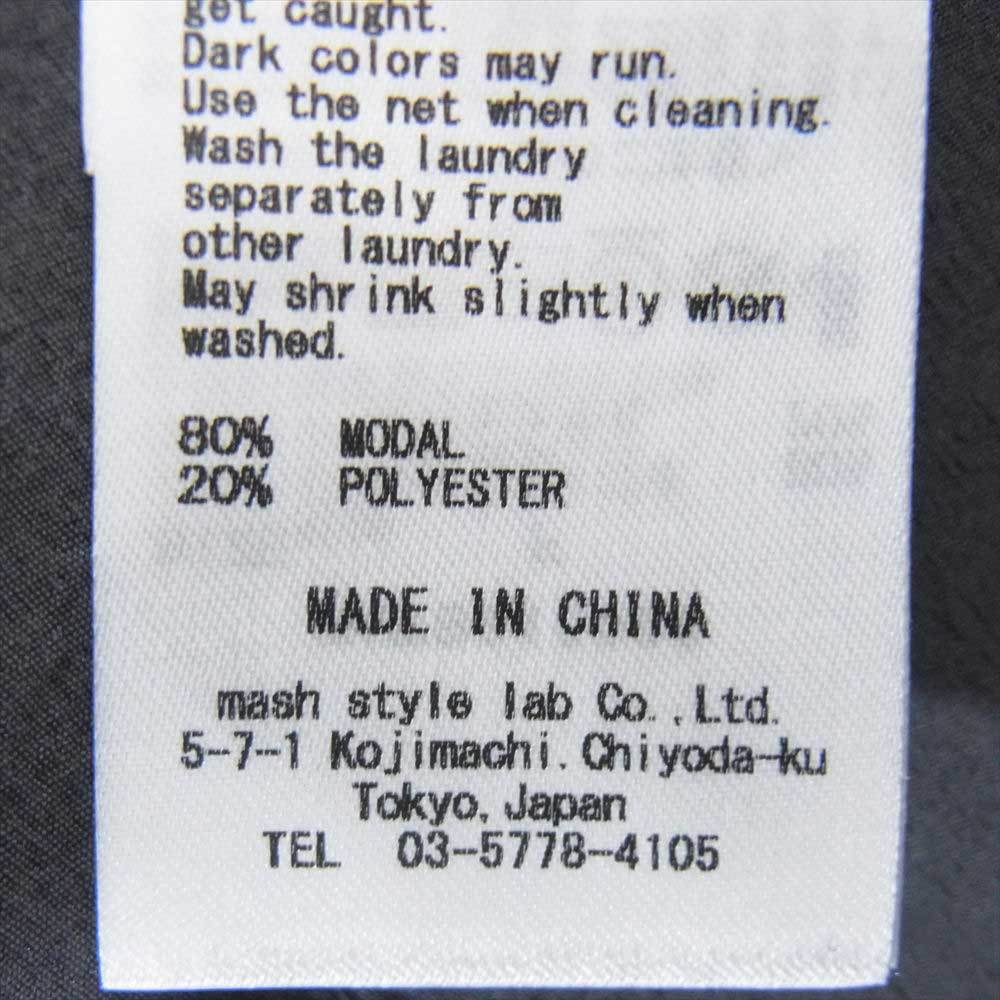 get caught.
Dark colors may run.
Use the net when cleaning.
Wash the laundry
separately from
other laundry.
May shrink slightly when
washed.
80% MODAL
20% POLYESTER
MADE IN CHINA
mash style lab Co.,Ltd.
5-7-1 Kojimachi. Chiyoda-ku
Tokyo, Japan
TEL 03-5778-4105